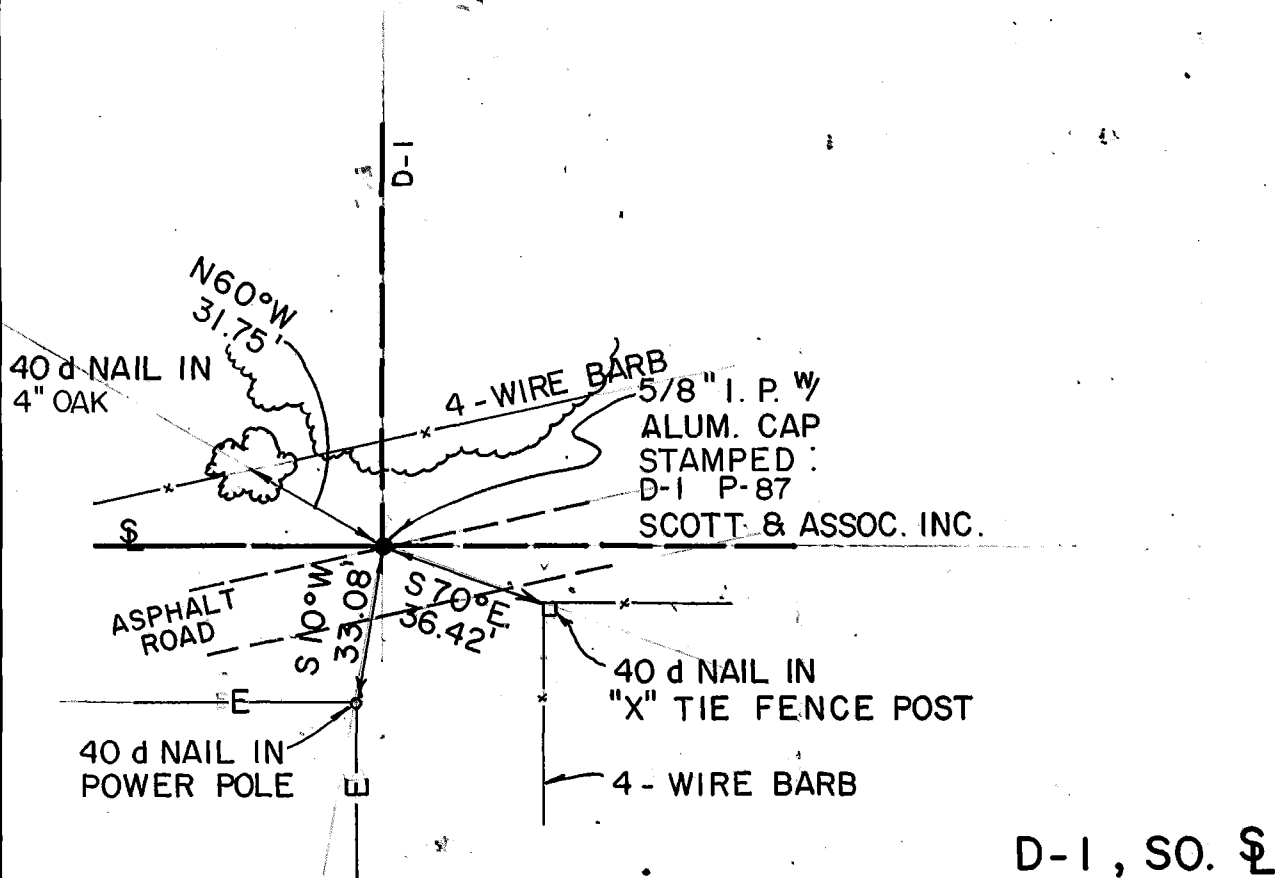 D-1
N60°W
31.75'
40 d NAIL IN
4" OAK
4 - WIRE BARB
5/8" I. P. W/
ALUM. CAP
STAMPED :
D-1 P-87
SCOTT & ASSOC. INC.
ASPHALT
ROAD
S 10°W
33.08'
S 70°E
36.42'
E
40 d NAIL IN
POWER POLE
E
40 d NAIL IN
"X" TIE FENCE POST
4 - WIRE BARB
D-1 , SO.